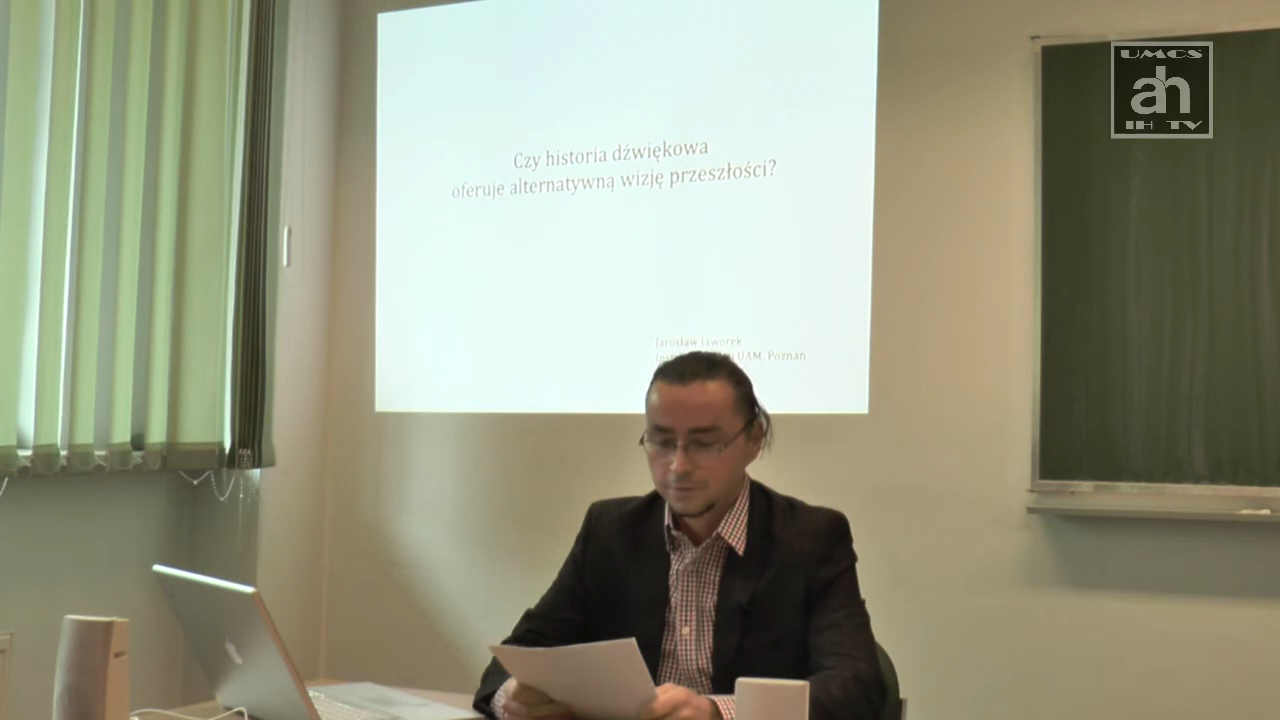 UMCS
ah
IH TV
Czy historia dźwiękowa
oferuje alternatywną wizję przeszłości?
Jarosław Jaworek
UAM, Poznań